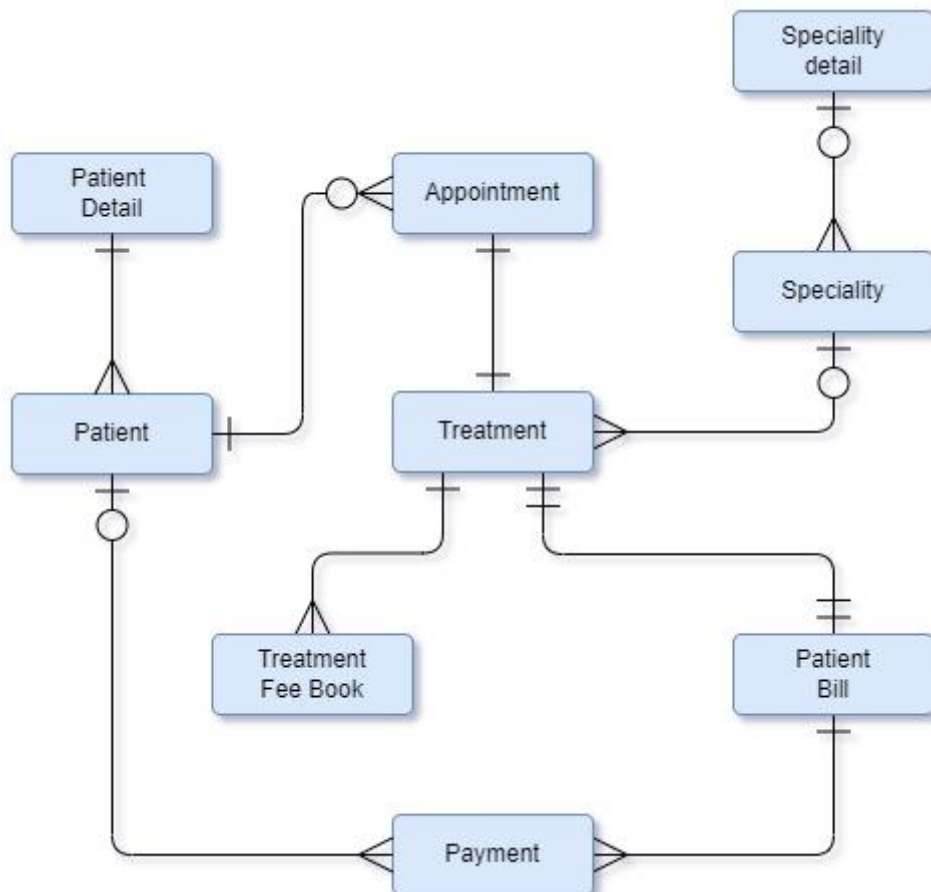 Speciality
detail
Patient
Detail
Appointment
Speciality
Patient
Treatment
Treatment
Fee Book
Patient
Bill
Payment